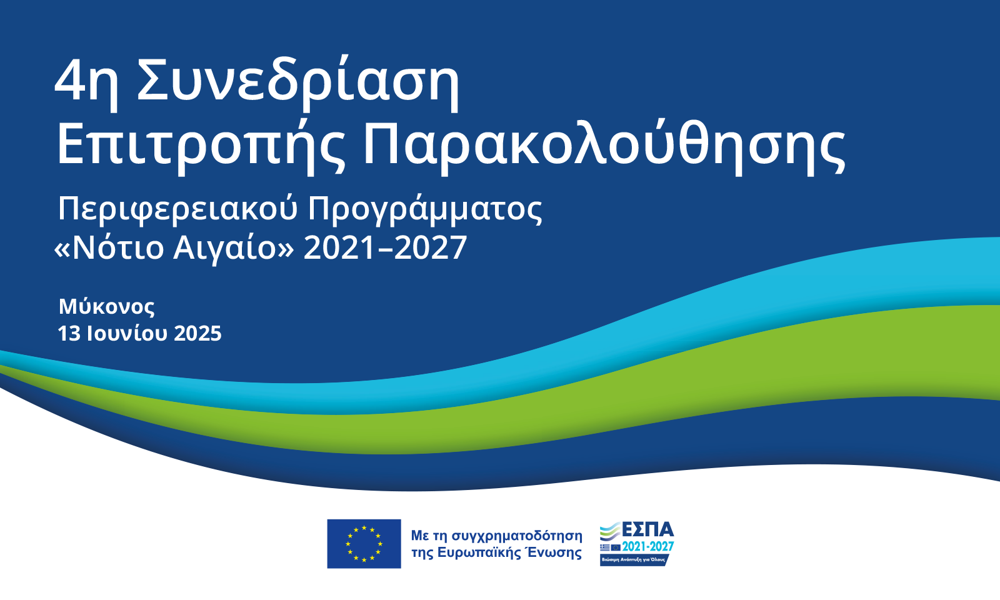 4η Συνεδρίαση
Επιτροπής Παρακολούθησης
Περιφερειακού Προγράμματος
«Νότιο Αιγαίο» 2021–2027
Μύκονος
13 Ιουνίου 2025
Με τη συγχρηματοδότηση
της Ευρωπαϊκής Ένωσης
ΕΣΠΑ
2021-2027
Βιώσιμη Ανάπτυξη για Όλους